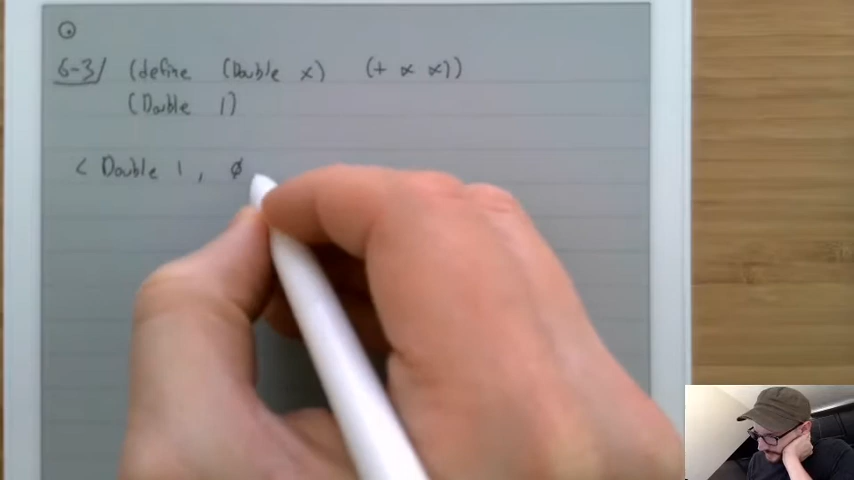 6-3/ (define (Double x) (+ x x))
(Double 1)
< Double 1 , ∅